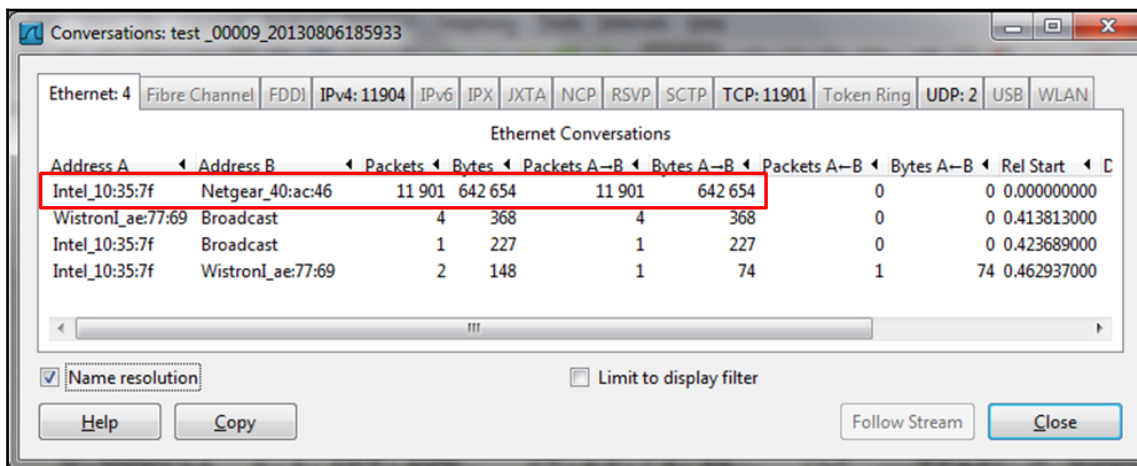 Conversations: test _00009_20130806185933
Ethernet: 4 Fibre Channel FDDI IPv4: 11904 IPv6 IPX JXTA NCP RSVP SCTP TCP: 11901 Token Ring UDP: 2 USB WLAN
Ethernet Conversations
Address A Address B Packets Bytes Packets A→B Bytes A→B Packets A←B Bytes A←B Rel Start D
Intel_10:35:7f Netgear_40:ac:46 11 901 642 654 11 901 642 654 0 0 0.000000000
WistronI_ae:77:69 Broadcast 4 368 4 368 0 0 0.413813000
Intel_10:35:7f Broadcast 1 227 1 227 0 0 0.423689000
Intel_10:35:7f WistronI_ae:77:69 2 148 1 74 1 74 0.462937000
Name resolution Limit to display filter
Help Copy Follow Stream Close